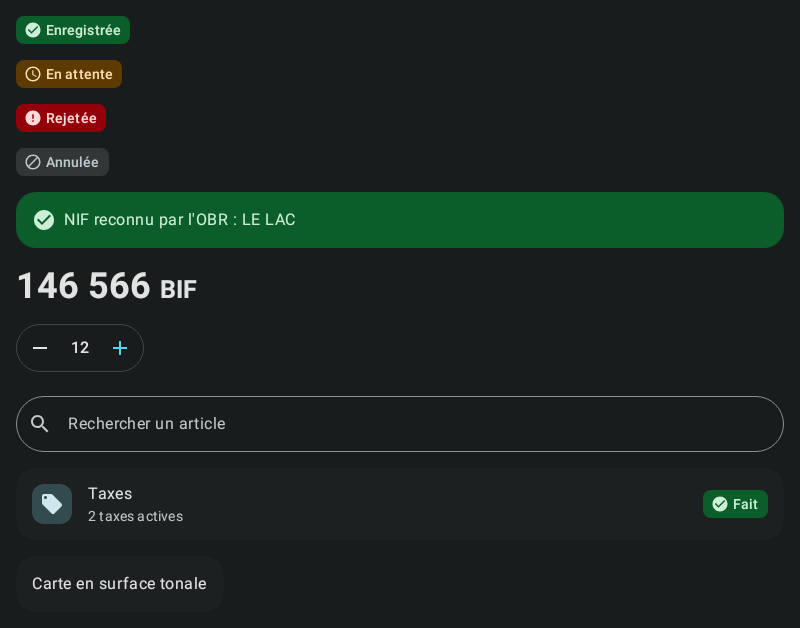 Enregistrée
En attente
Rejetée
Annulée
NIF reconnu par l'OBR : LE LAC
146 566 BIF
12
Rechercher un article
Taxes
2 taxes actives
Fait
Carte en surface tonale